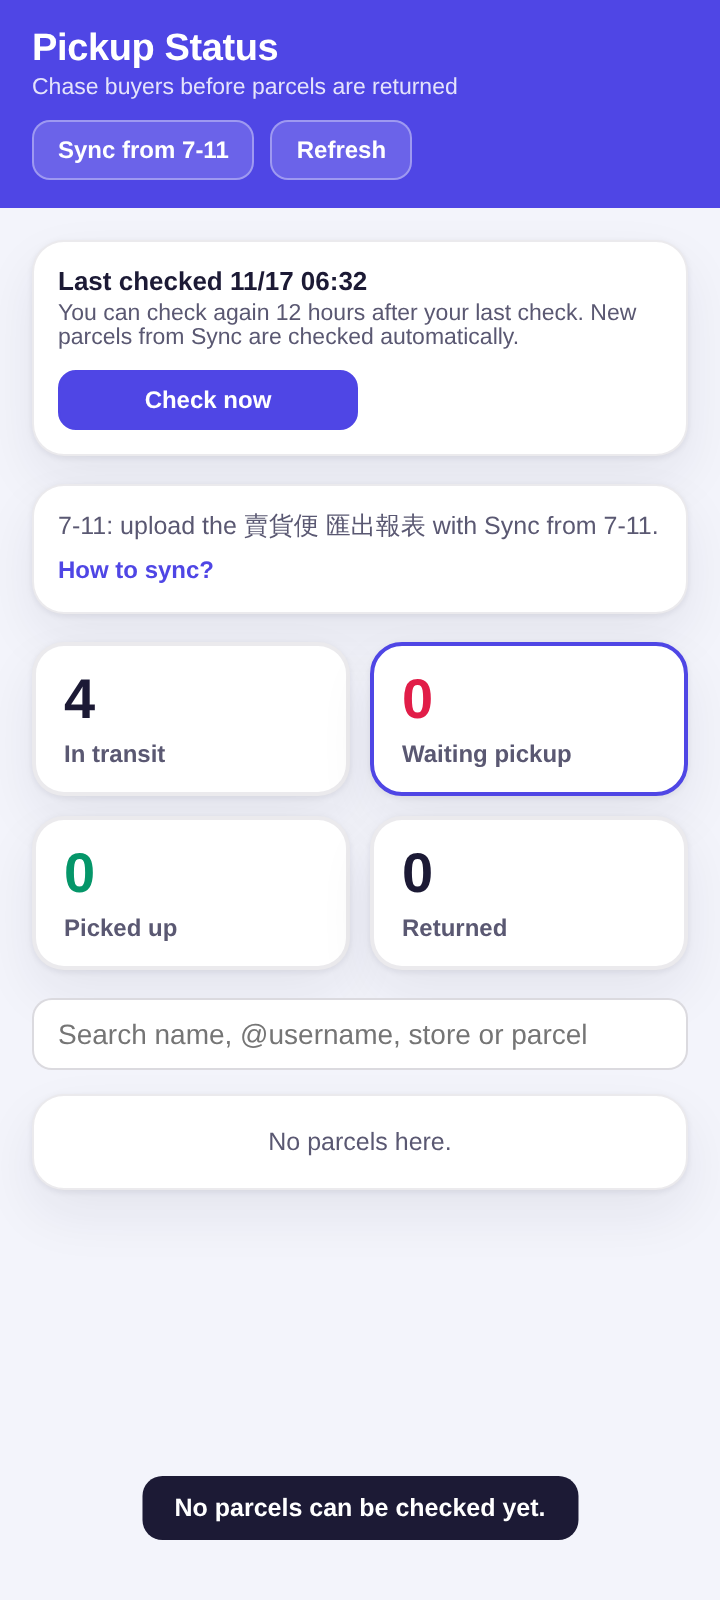 Pickup Status
Chase buyers before parcels are returned
Sync from 7-11
Refresh
Last checked 11/17 06:32
You can check again 12 hours after your last check. New
parcels from Sync are checked automatically.
Check now
7-11: upload the 賣貨便 匯出報表 with Sync from 7-11.
How to sync?
4
In transit
0
Waiting pickup
0
Picked up
0
Returned
Search name, @username, store or parcel
No parcels here.
No parcels can be checked yet.